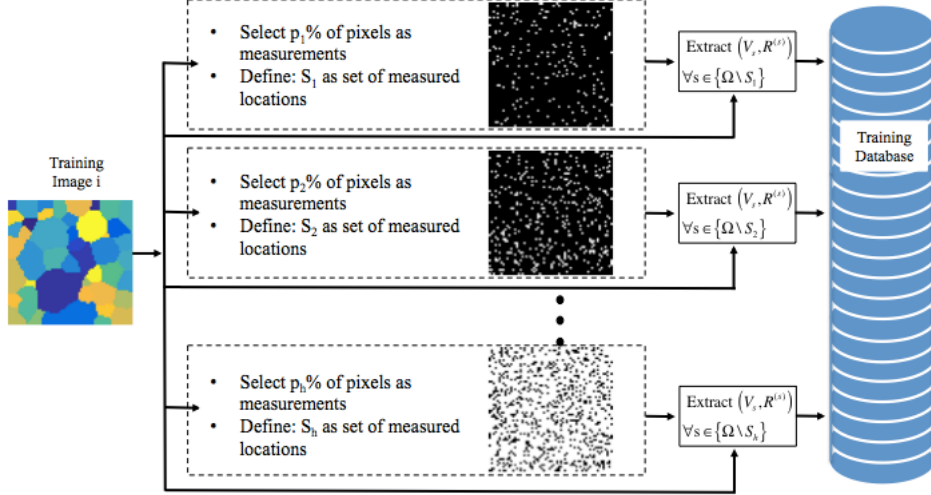 • Select p₁% of pixels as
measurements
• Define: S₁ as set of measured
locations
Extract (Vₛ, R⁽ˢ⁾)
∀s ∈ {Ω \ S₁}
Training
Database
Training
Image i
• Select p₂% of pixels as
measurements
• Define: S₂ as set of measured
locations
Extract (Vₛ, R⁽ˢ⁾)
∀s ∈ {Ω \ S₂}
• Select pₕ% of pixels as
measurements
• Define: Sₕ as set of measured
locations
Extract (Vₛ, R⁽ˢ⁾)
∀s ∈ {Ω \ Sₕ}